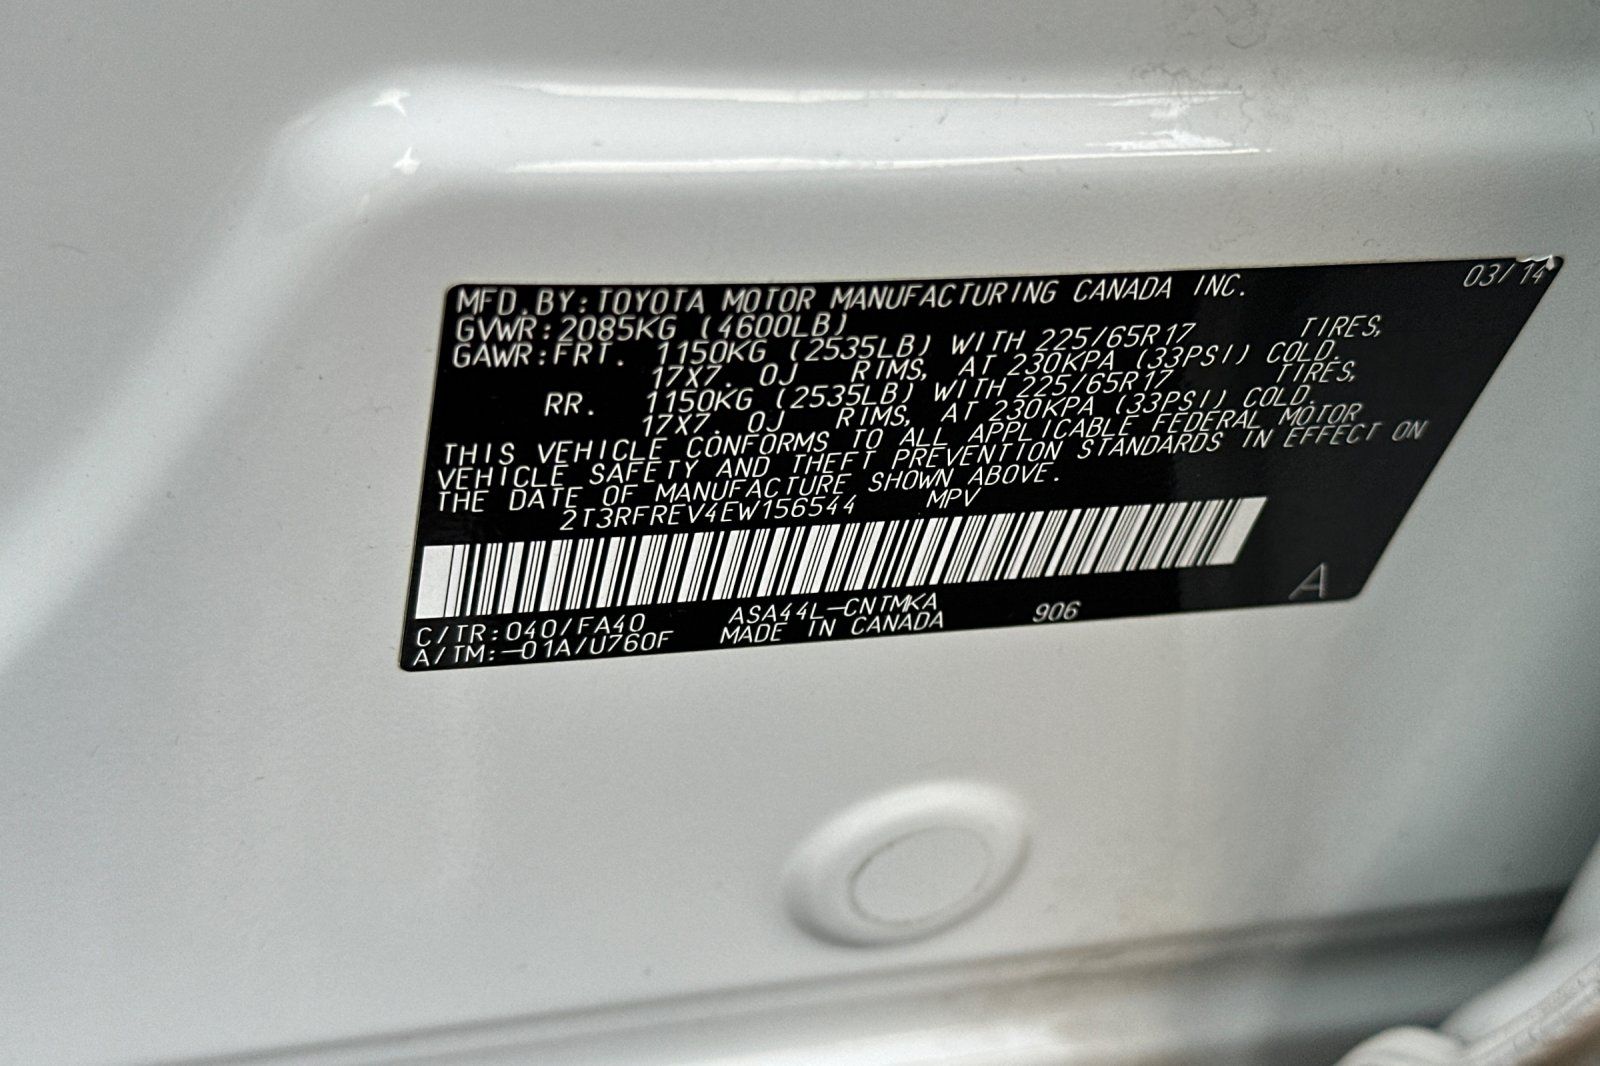 03/14
MFD. BY: TOYOTA MOTOR MANUFACTURING CANADA INC.
GVWR: 2085KG (4600LB)
GAWR: FRT. 1150KG (2535LB) WITH 225/65R17 TIRES,
17X7.0J RIMS, AT 230KPA (33PSI) COLD.
RR. 1150KG (2535LB) WITH 225/65R17 TIRES,
17X7.0J RIMS, AT 230KPA (33PSI) COLD.
THIS VEHICLE CONFORMS TO ALL APPLICABLE FEDERAL MOTOR
VEHICLE SAFETY AND THEFT PREVENTION STANDARDS IN EFFECT ON
THE DATE OF MANUFACTURE SHOWN ABOVE.
2T3RFREV4EW156544 MPV
C/TR: 040/FA40 ASA44L-CNTMKA 906 A
A/TM: -01A/U760F MADE IN CANADA